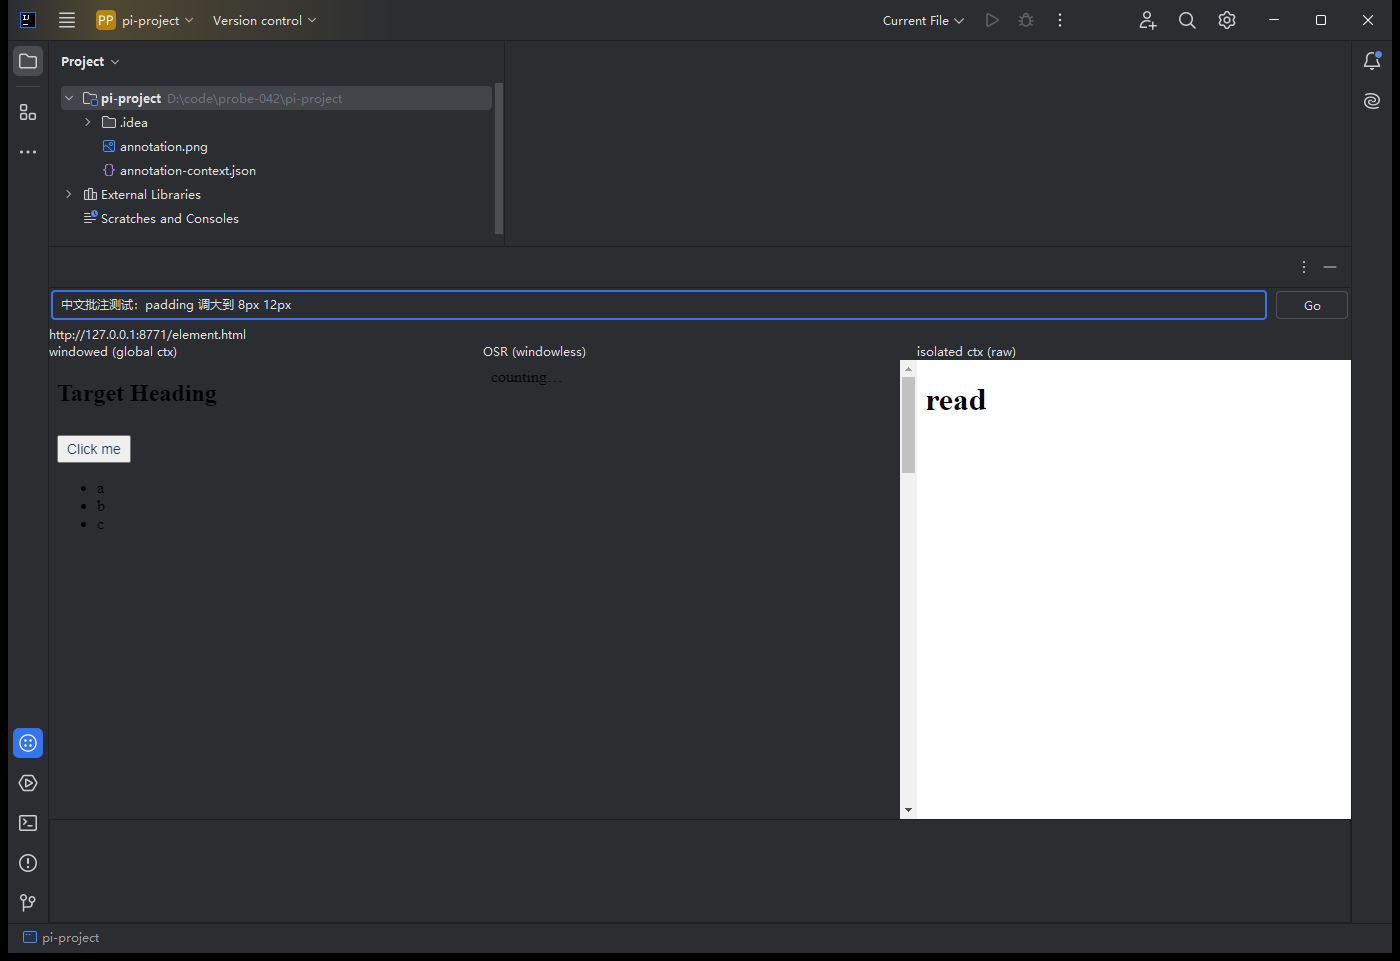 PP pi-project Version control Current File
Project
pi-project D:\code\probe-042\pi-project
.idea
annotation.png
annotation-context.json
External Libraries
Scratches and Consoles
中文批注测试：padding 调大到 8px 12px Go
http://127.0.0.1:8771/element.html
windowed (global ctx) OSR (windowless) isolated ctx (raw)
counting…
Target Heading read
Click me
a
b
c
pi-project